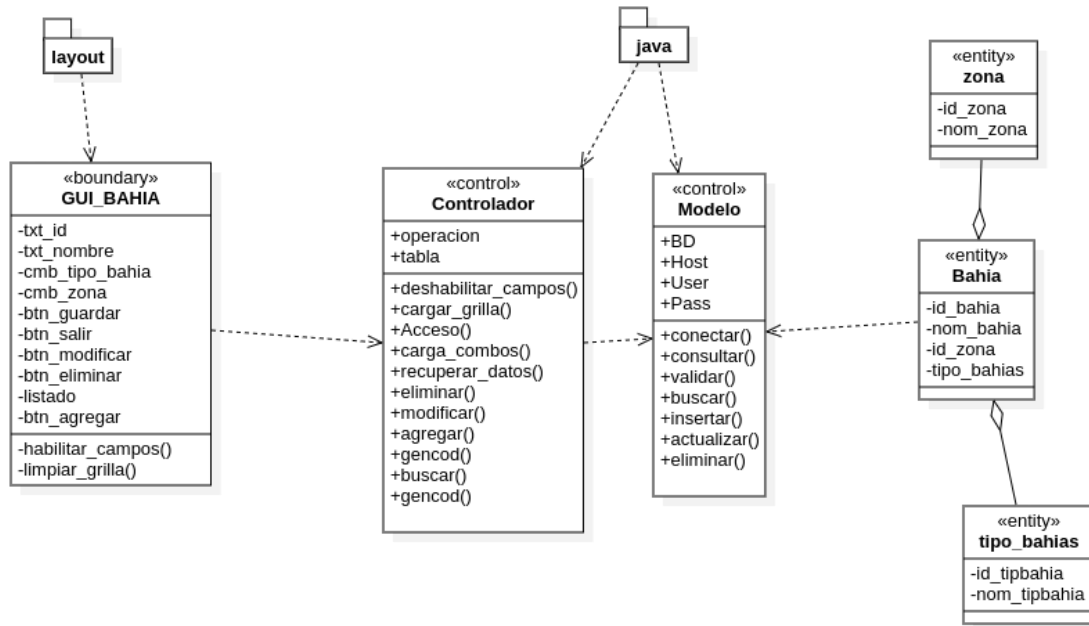 layout
java
«boundary»
GUI_BAHIA
-txt_id
-txt_nombre
-cmb_tipo_bahia
-cmb_zona
-btn_guardar
-btn_salir
-btn_modificar
-btn_eliminar
-listado
-btn_agregar
-habilitar_campos()
-limpiar_grilla()
«control»
Controlador
+operacion
+tabla
+deshabilitar_campos()
+cargar_grilla()
+Acceso()
+carga_combos()
+recuperar_datos()
+eliminar()
+modificar()
+agregar()
+gencod()
+buscar()
+gencod()
«control»
Modelo
+BD
+Host
+User
+Pass
+conectar()
+consultar()
+validar()
+buscar()
+insertar()
+actualizar()
+eliminar()
«entity»
zona
-id_zona
-nom_zona
«entity»
Bahia
-id_bahia
-nom_bahia
-id_zona
-tipo_bahias
«entity»
tipo_bahias
-id_tipbahia
-nom_tipbahia